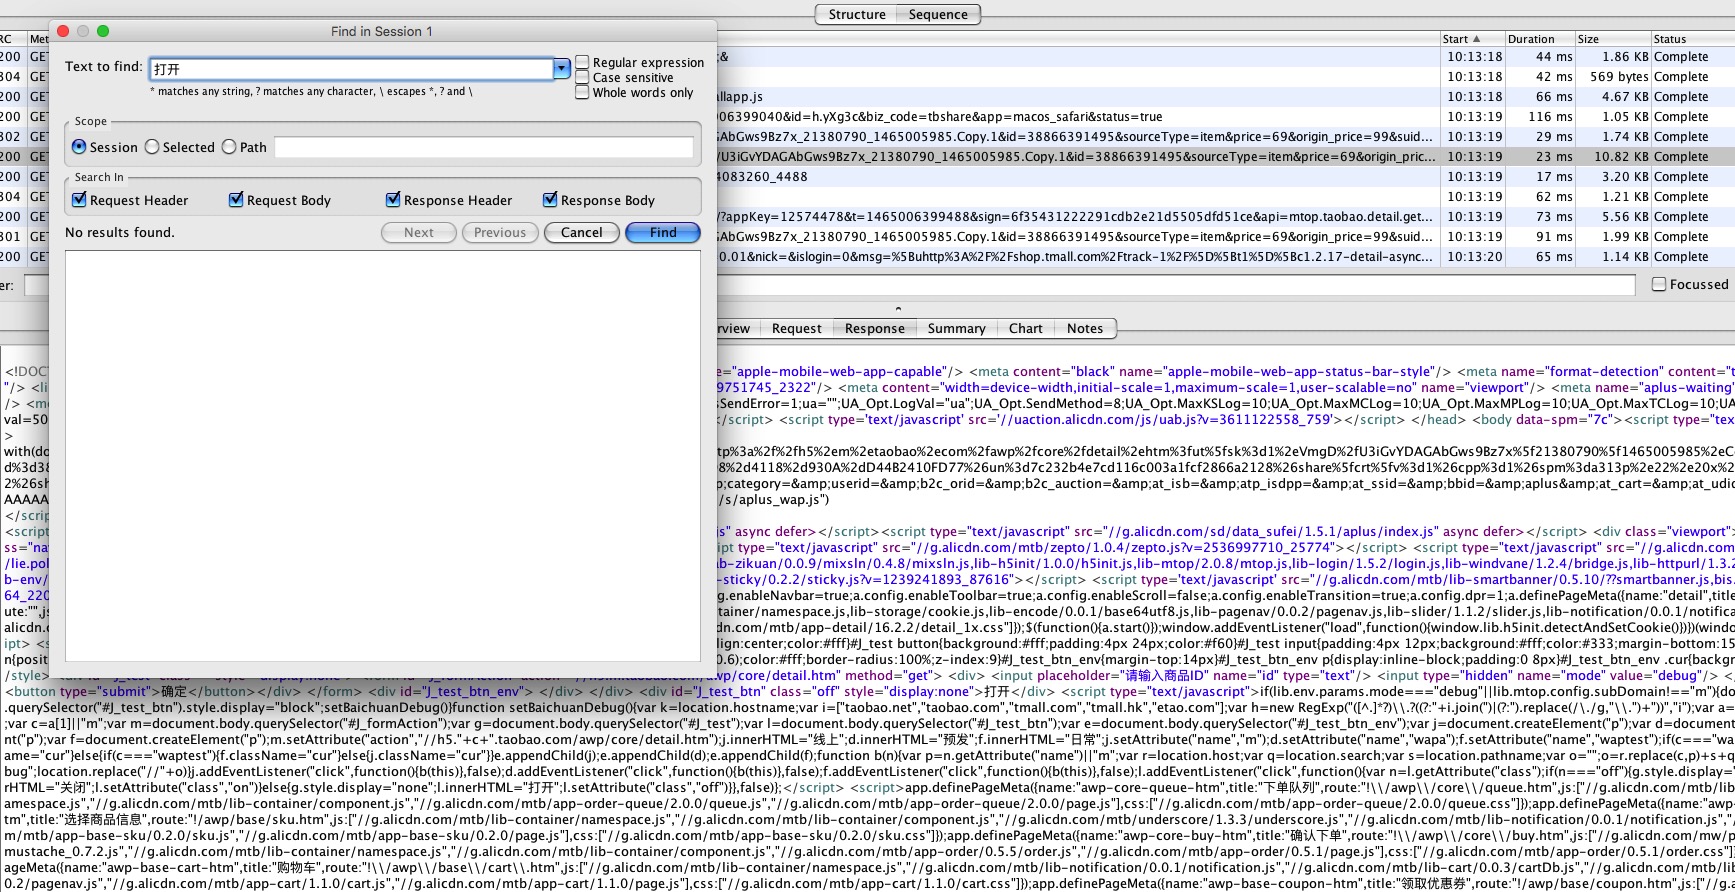 Structure Sequence
Find in Session 1
RC Met Start Duration Size Status
200 GET & 10:13:18 44 ms 1.86 KB Complete
304 GET 10:13:18 42 ms 569 bytes Complete
200 GET allapp.js 10:13:18 66 ms 4.67 KB Complete
200 GET 006399040&id=h.yXg3c&biz_code=tbshare&app=macos_safari&status=true 10:13:18 116 ms 1.05 KB Complete
302 GET GAbGws9Bz7x_21380790_1465005985.Copy.1&id=38866391495&sourceType=item&price=69&origin_price=99&suid... 10:13:19 29 ms 1.74 KB Complete
200 GET /U3iGvYDAGAbGws9Bz7x_21380790_1465005985.Copy.1&id=38866391495&sourceType=item&price=69&origin_pric... 10:13:19 23 ms 10.82 KB Complete
200 GET 4083260_4488 10:13:19 17 ms 3.20 KB Complete
304 GET 10:13:19 62 ms 1.21 KB Complete
200 GET /?appKey=12574478&t=1465006399488&sign=6f35431222291cdb2e21d5505dfd51ce&api=mtop.taobao.detail.get... 10:13:19 73 ms 5.56 KB Complete
301 GET GAbGws9Bz7x_21380790_1465005985.Copy.1&id=38866391495&sourceType=item&price=69&origin_price=99&suid... 10:13:19 91 ms 1.99 KB Complete
200 GET 0.01&nick=&islogin=0&msg=%5Buhttp%3A%2F%2Fshop.tmall.com%2Ftrack-1%2F%5D%5Bt1%5D%5Bc1.2.17-detail-async... 10:13:20 65 ms 1.14 KB Complete
Text to find: 打开
Regular expression
Case sensitive
Whole words only
* matches any string, ? matches any character, \ escapes *, ? and \
Scope
Session Selected Path
Search In
Request Header Request Body Response Header Response Body
No results found. Next Previous Cancel Find
er: Focussed
rview Request Response Summary Chart Notes
<!DOCT e="apple-mobile-web-app-capable"/> <meta content="black" name="apple-mobile-web-app-status-bar-style"/> <meta name="format-detection" content="t
"/> <li 9751745_2322"/> <meta content="width=device-width,initial-scale=1,maximum-scale=1,user-scalable=no" name="viewport"/> <meta name="aplus-waiting"
/> <me sSendError=1;ua="";UA_Opt.LogVal="ua";UA_Opt.SendMethod=8;UA_Opt.MaxKSLog=10;UA_Opt.MaxMCLog=10;UA_Opt.MaxMPLog=10;UA_Opt.MaxTCLog=10;UA
val=50 </script> <script type='text/javascript' src='//uaction.alicdn.com/js/uab.js?v=3611122558_759'></script> </head> <body data-spm="7c"><script type="tex
>
with(do tp%3a%2f%2fh5%2em%2etaobao%2ecom%2fawp%2fcore%2fdetail%2ehtm%3fut%5fsk%3d1%2eVmgD%2fU3iGvYDAGAbGws9Bz7x%5f21380790%5f1465005985%2eC
d%3d38 8%2d4118%2d930A%2dD44B2410FD77%26un%3d7c232b4e7cd116c003a1fcf2866a2128%26share%5fcrt%5fv%3d1%26cpp%3d1%26spm%3da313p%2e22%2e20x%2
2%26sh p;category=&amp;userid=&amp;b2c_orid=&amp;b2c_auction=&amp;at_isb=&amp;atp_isdpp=&amp;at_ssid=&amp;bbid=&amp;aplus&amp;at_cart=&amp;at_udic
AAAAA /s/aplus_wap.js")
</scrip
<script js" async defer></script><script type="text/javascript" src="//g.alicdn.com/sd/data_sufei/1.5.1/aplus/index.js" async defer></script> <div class="viewport">
ss="nav ipt type="text/javascript" src="//g.alicdn.com/mtb/zepto/1.0.4/zepto.js?v=2536997710_25774"></script> <script type="text/javascript" src="//g.alicdn.com
/lie.pol ab-zikuan/0.0.9/mixsln/0.4.8/mixsln.js,lib-h5init/1.0.0/h5init.js,lib-mtop/2.0.8/mtop.js,lib-login/1.5.2/login.js,lib-windvane/1.2.4/bridge.js,lib-httpurl/1.3.2
b-env/ -sticky/0.2.2/sticky.js?v=1239241893_87616"></script> <script type='text/javascript' src="//g.alicdn.com/mtb/lib-smartbanner/0.5.10/??smartbanner.js,bis
64_220 g.enableNavbar=true;a.config.enableToolbar=true;a.config.enableScroll=false;a.config.enableTransition=true;a.config.dpr=1;a.definePageMeta({name:"detail",title
ute:"",js ontainer/namespace.js,lib-storage/cookie.js,lib-encode/0.0.1/base64utf8.js,lib-pagenav/0.0.2/pagenav.js,lib-slider/1.1.2/slider.js,lib-notification/0.0.1/notificatio
alicdn.c dn.com/mtb/app-detail/16.2.2/detail_1x.css"]});$(function(){a.start()});window.addEventListener("load",function(){window.lib.h5init.detectAndSetCookie()})}(windo
ipt> <s lign:center;color:#fff}#J_test button{background:#fff;padding:4px 24px;color:#f60}#J_test input{padding:4px 12px;background:#fff;color:#333;margin-bottom:15
n{positi 0.6);color:#fff;border-radius:100%;z-index:9}#J_test_btn_env{margin-top:14px}#J_test_btn_env p{display:inline-block;padding:0 8px}#J_test_btn_env .cur{backgr
/style> /awp/core/detail.htm" method="get"> <div> <input placeholder="请输入商品ID" name="id" type="text"/> <input type="hidden" name="mode" value="debug"/> <
<button type="submit">确定</button></div> </form> <div id="J_test_btn_env"> </div> </div> <div id="J_test_btn" class="off" style="display:none">打开</div> <script type="text/javascript">if(lib.env.params.mode==="debug"||lib.mtop.config.subDomain!=="m"){do
.querySelector("#J_test_btn").style.display="block";setBaichuanDebug()}function setBaichuanDebug(){var k=location.hostname;var i=["taobao.net","taobao.com","tmall.com","tmall.hk","etao.com"];var h=new RegExp("([^.]*?)\\.?((?:"+i.join")|(?:").replace(/\./g,"\\.")+"))","i");var a=
;var c=a[1]||"m";var m=document.body.querySelector("#J_formAction");var g=document.body.querySelector("#J_test");var l=document.body.querySelector("#J_test_btn");var e=document.body.querySelector("#J_test_btn_env");var j=document.createElement("p");var d=docume
nt("p");var f=document.createElement("p");m.setAttribute("action","//h5."+c+".taobao.com/awp/core/detail.htm");j.innerHTML="线上";d.innerHTML="预发";f.innerHTML="日常";j.setAttribute("name","m");d.setAttribute("name","wapa");f.setAttribute("name","waptest");if(c==="wa
ame="cur"}else{if(c==="waptest"){f.className="cur"}else{j.className="cur"}}e.appendChild(j);e.appendChild(d);e.appendChild(f);function b(n){var p=n.getAttribute("name")||"m";var r=location.host;var q=location.search;var s=location.pathname;var o="";o=r.replace(c,p)+s+q
bug";location.replace("//"+o)}j.addEventListener("click",function(){b(this)},false);d.addEventListener("click",function(){b(this)},false);f.addEventListener("click",function(){b(this)},false);l.addEventListener("click",function(){var n=l.getAttribute("class");if(n==="off"){g.style.display="
rHTML="关闭";l.setAttribute("class","on")}else{g.style.display="none";l.innerHTML="打开";l.setAttribute("class","off")}},false)};</script> <script>app.definePageMeta({name:"awp-core-queue-htm",title:"下单队列",route:"!\\/awp\\/core\\/queue.htm",js:["//g.alicdn.com/mtb/lib
amespace.js","//g.alicdn.com/mtb/lib-container/component.js","//g.alicdn.com/mtb/app-order-queue/2.0.0/queue.js","//g.alicdn.com/mtb/app-order-queue/2.0.0/page.js"],css:["//g.alicdn.com/mtb/app-order-queue/2.0.0/queue.css"]});app.definePageMeta({name:"awp
tm",title:"选择商品信息",route:"!/awp/base/sku.htm",js:["//g.alicdn.com/mtb/lib-container/namespace.js","//g.alicdn.com/mtb/lib-container/component.js","//g.alicdn.com/mtb/underscore/1.3.3/underscore.js","//g.alicdn.com/mtb/lib-notification/0.0.1/notification.js","
m/mtb/app-base-sku/0.2.0/sku.js","//g.alicdn.com/mtb/app-base-sku/0.2.0/page.js"],css:["//g.alicdn.com/mtb/app-base-sku/0.2.0/sku.css"]});app.definePageMeta({name:"awp-core-buy-htm",title:"确认下单",route:"!\\/awp\\/core\\/buy.htm",js:["//g.alicdn.com/mw/mo
mustache_0.7.2.js","//g.alicdn.com/mtb/lib-container/namespace.js","//g.alicdn.com/mtb/lib-container/component.js","//g.alicdn.com/mtb/app-order/0.5.5/order.js","//g.alicdn.com/mtb/app-order/0.5.1/page.js"],css:["//g.alicdn.com/mtb/app-order/0.5.1/order.css"]}
ageMeta({name:"awp-base-cart-htm",title:"购物车",route:"!\\/awp\\/base\\/cart\\.htm",js:["//g.alicdn.com/mtb/lib-notification/0.0.1/notification.js","//g.alicdn.com/mtb/lib-cart/0.0.3/cartDb.js","//g.alicdn.com/mtb/lib-
0.2/pagenav.js","//g.alicdn.com/mtb/app-cart/1.1.0/cart.js","//g.alicdn.com/mtb/app-cart/1.1.0/page.js"],css:["//g.alicdn.com/mtb/app-cart/1.1.0/cart.css"]});app.definePageMeta({name:"awp-base-coupon-htm",title:"领取优惠券",route:"!/awp/base/coupon.htm",js:["